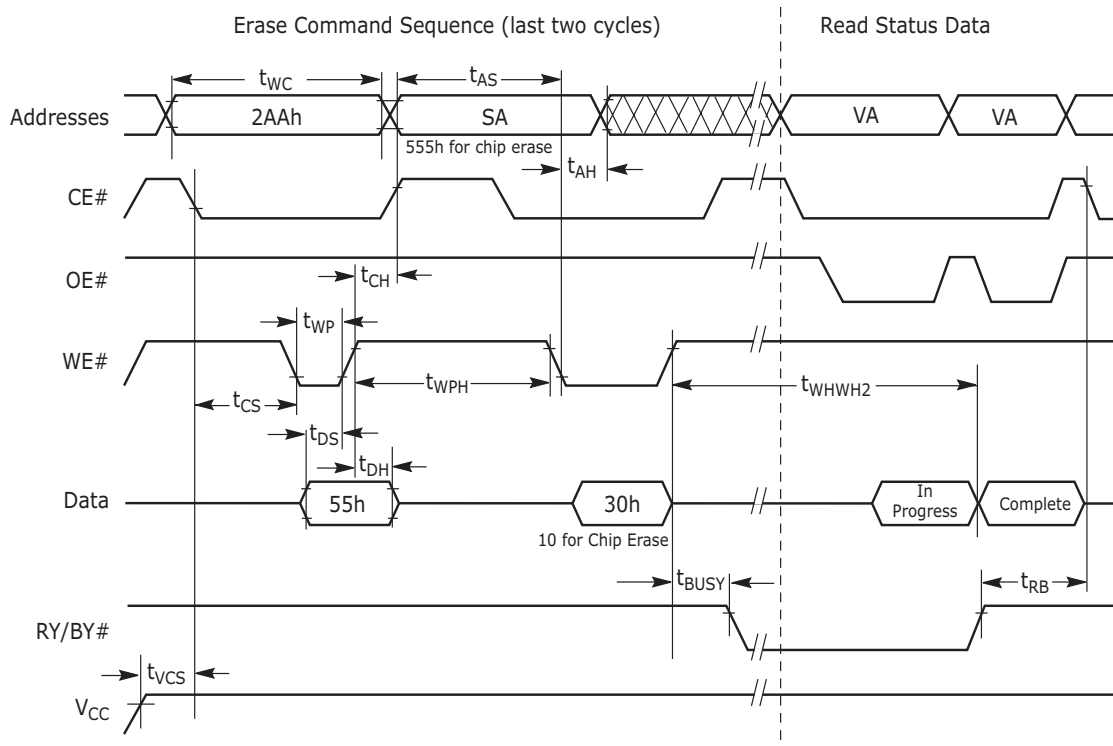 Erase Command Sequence (last two cycles)
Read Status Data
tWC
tAS
Addresses
2AAh
SA
VA
VA
555h for chip erase
tAH
CE#
tCH
OE#
tWP
WE#
tWPH
tWHWH2
tCS
tDS
tDH
Data
55h
30h
In
Progress
Complete
10 for Chip Erase
tBUSY
tRB
RY/BY#
tVCS
VCC